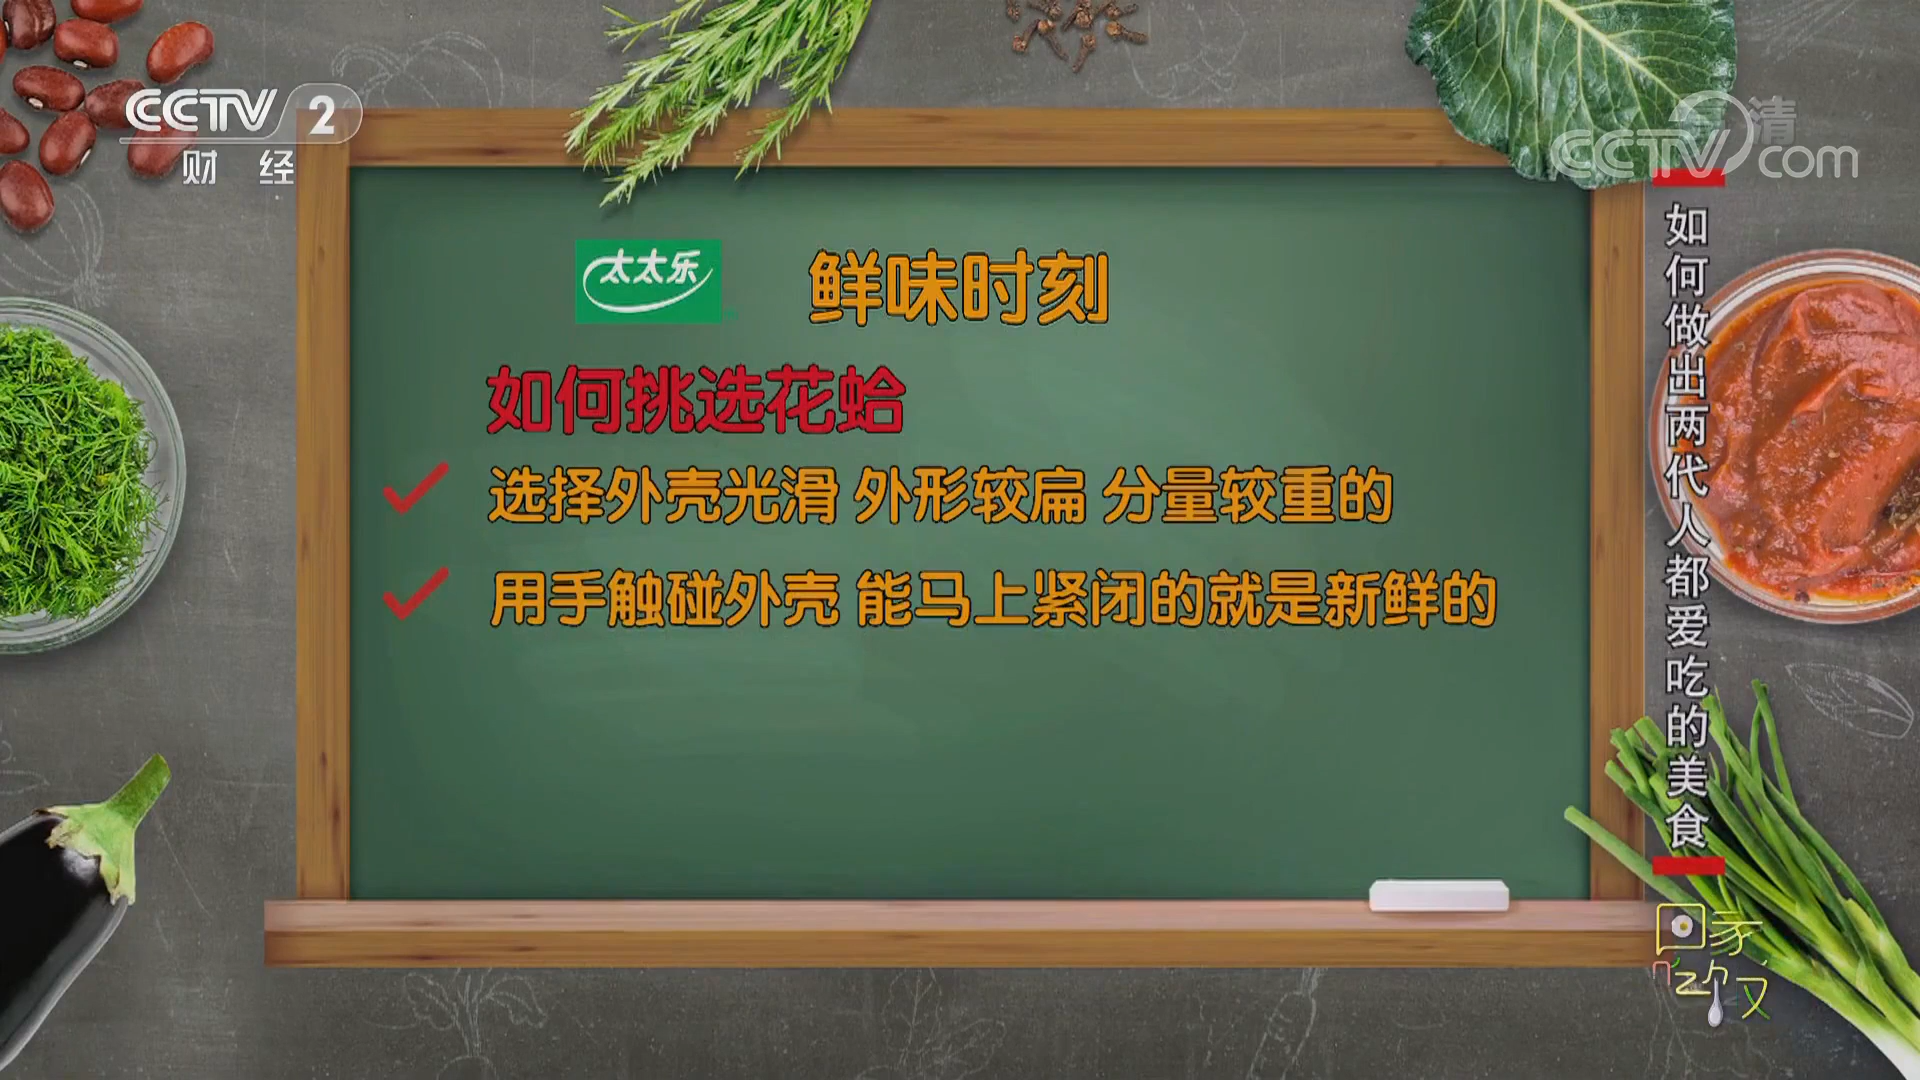 CCTV 2
财 经
高清
CCTV com
太太乐
鲜味时刻
如何挑选花蛤
选择外壳光滑 外形较扁 分量较重的
用手触碰外壳 能马上紧闭的就是新鲜的
如何做出两代人都爱吃的美食
回家
吃饭